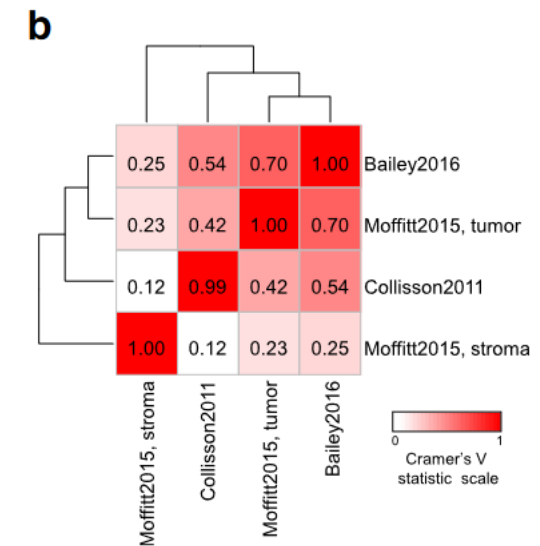 b
0.25 0.54 0.70 1.00 Bailey2016
0.23 0.42 1.00 0.70 Moffitt2015, tumor
0.12 0.99 0.42 0.54 Collisson2011
1.00 0.12 0.23 0.25 Moffitt2015, stroma
Moffitt2015, stroma
Collisson2011
Moffitt2015, tumor
Bailey2016
0 1
Cramer's V
statistic scale